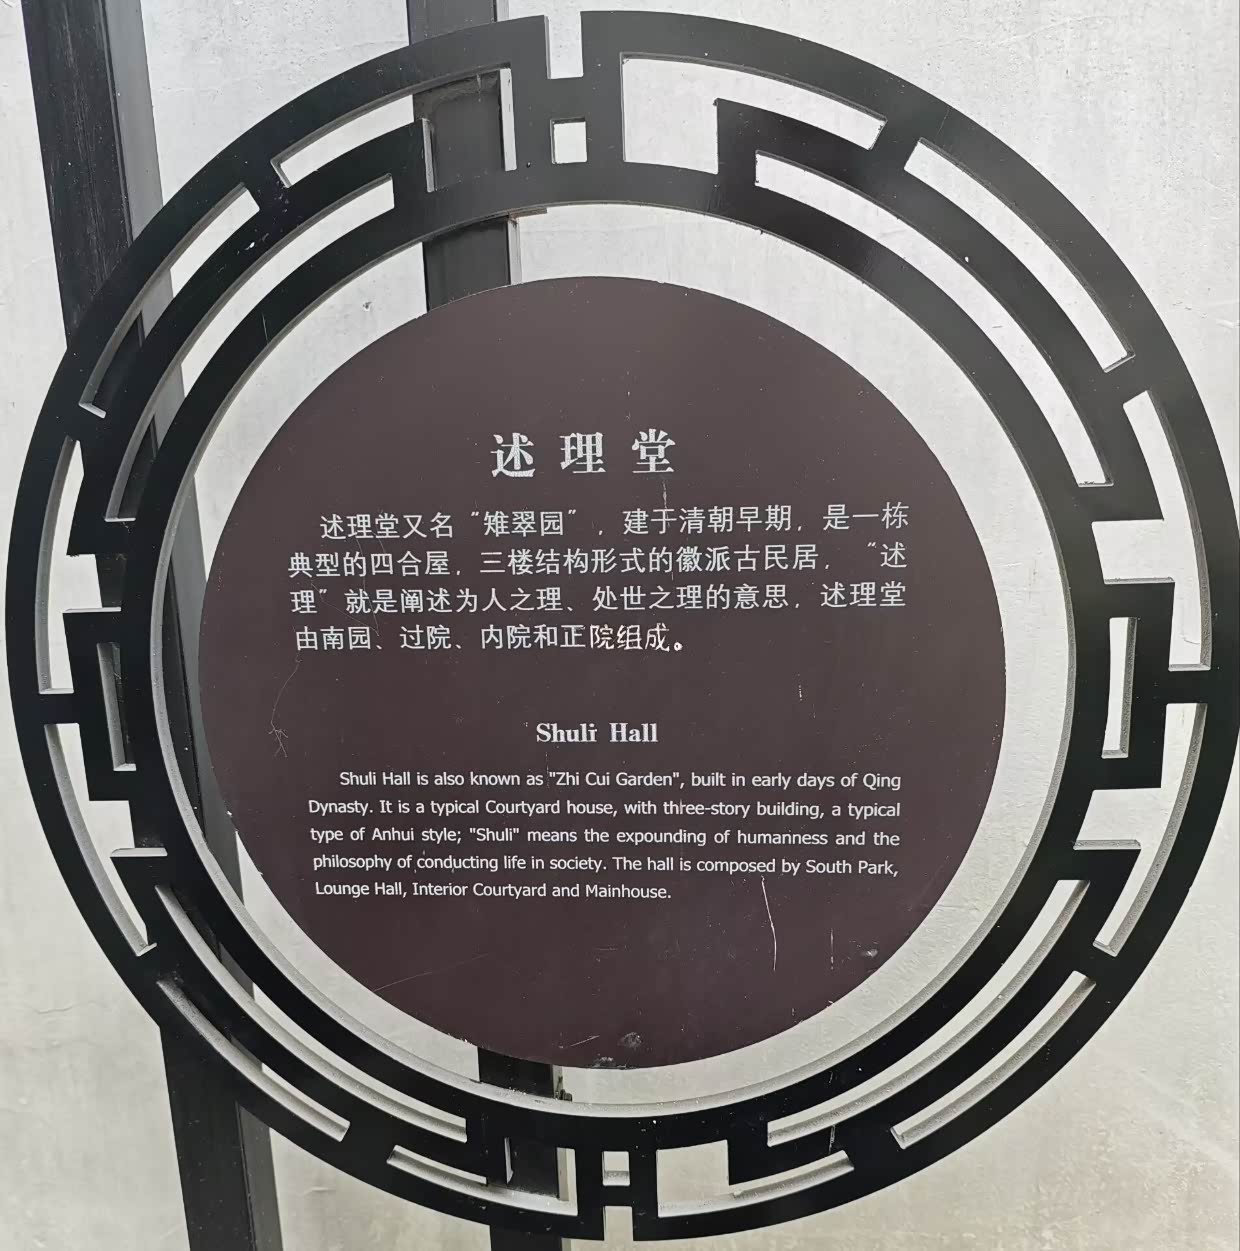 述理堂
述理堂又名“雉翠园”，建于清朝早期，是一栋
典型的四合屋，三楼结构形式的徽派古民居，“述
理”就是阐述为人之理、处世之理的意思，述理堂
由南园、过院、内院和正院组成。
Shuli Hall
Shuli Hall is also known as "Zhi Cui Garden", built in early days of Qing
Dynasty. It is a typical Courtyard house, with three-story building, a typical
type of Anhui style; "Shuli" means the expounding of humanness and the
philosophy of conducting life in society. The hall is composed by South Park,
Lounge Hall, Interior Courtyard and Mainhouse.